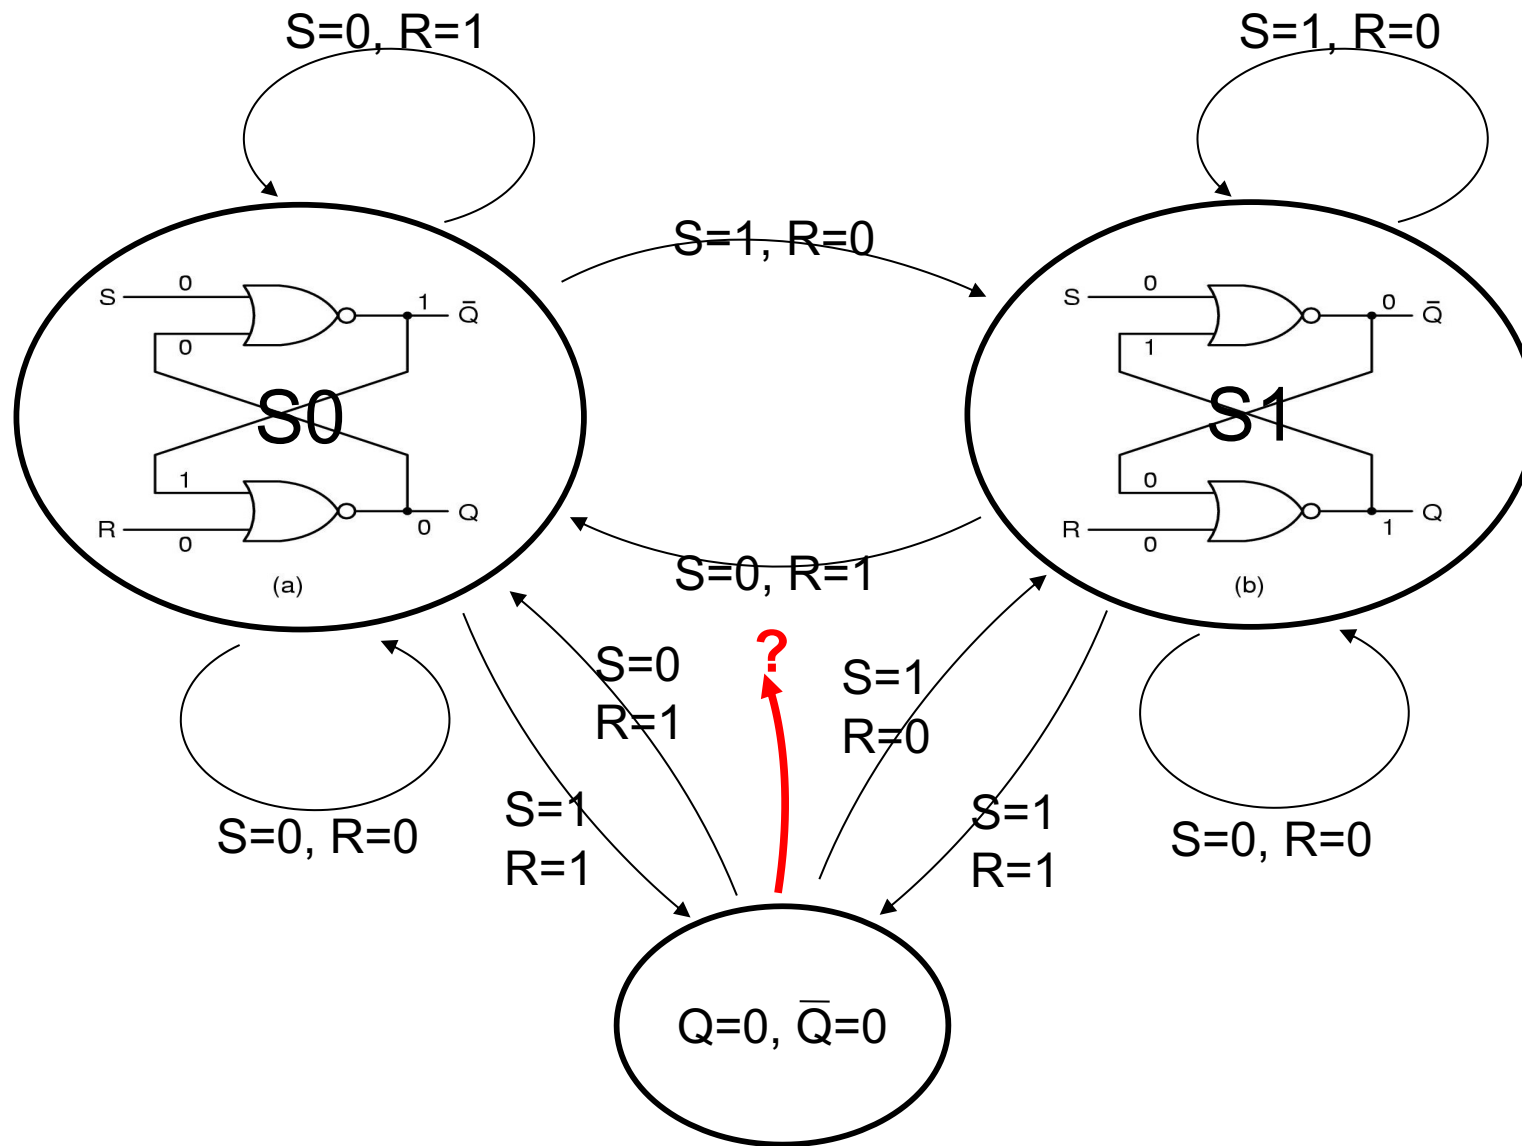 S=0, R=1
S=1, R=0
S=1, R=0
S 0 1 Q̅
0
S0
1
R 0 0 Q
(a)
S 0 0 Q̅
1
S1
0
R 0 1 Q
(b)
S=0, R=1
?
S=0
R=1
S=1
R=0
S=1
R=1
S=1
R=1
S=0, R=0
S=0, R=0
Q=0, Q̅=0